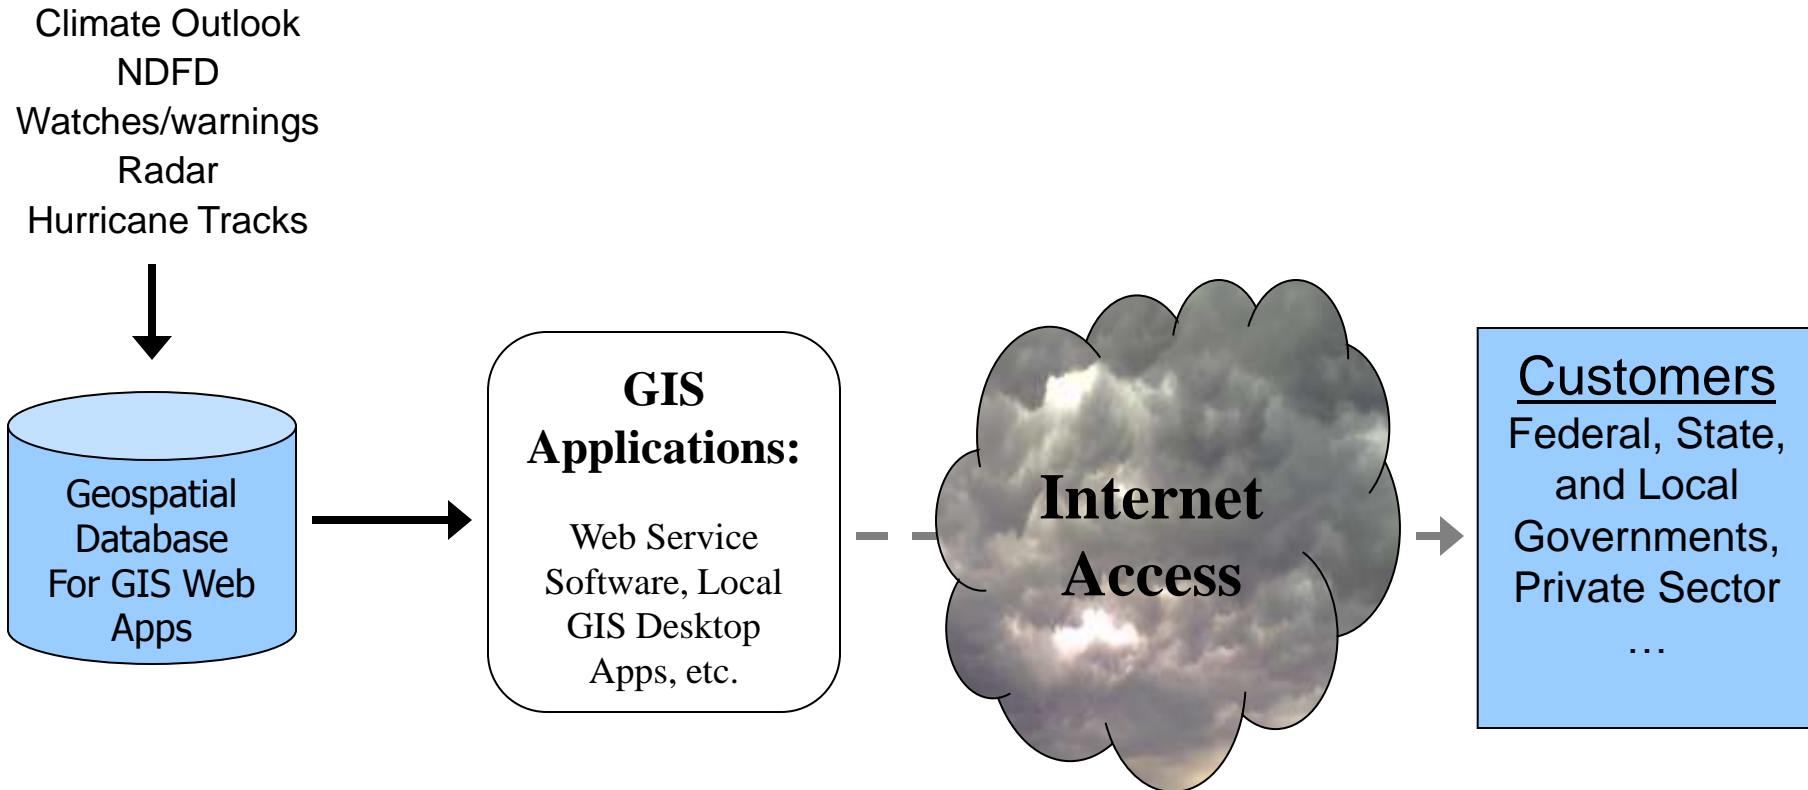 Climate Outlook
NDFD
Watches/warnings
Radar
Hurricane Tracks
Geospatial
Database
For GIS Web
Apps
GIS
Applications:
Web Service
Software, Local
GIS Desktop
Apps, etc.
Internet
Access
Customers
Federal, State,
and Local
Governments,
Private Sector
…